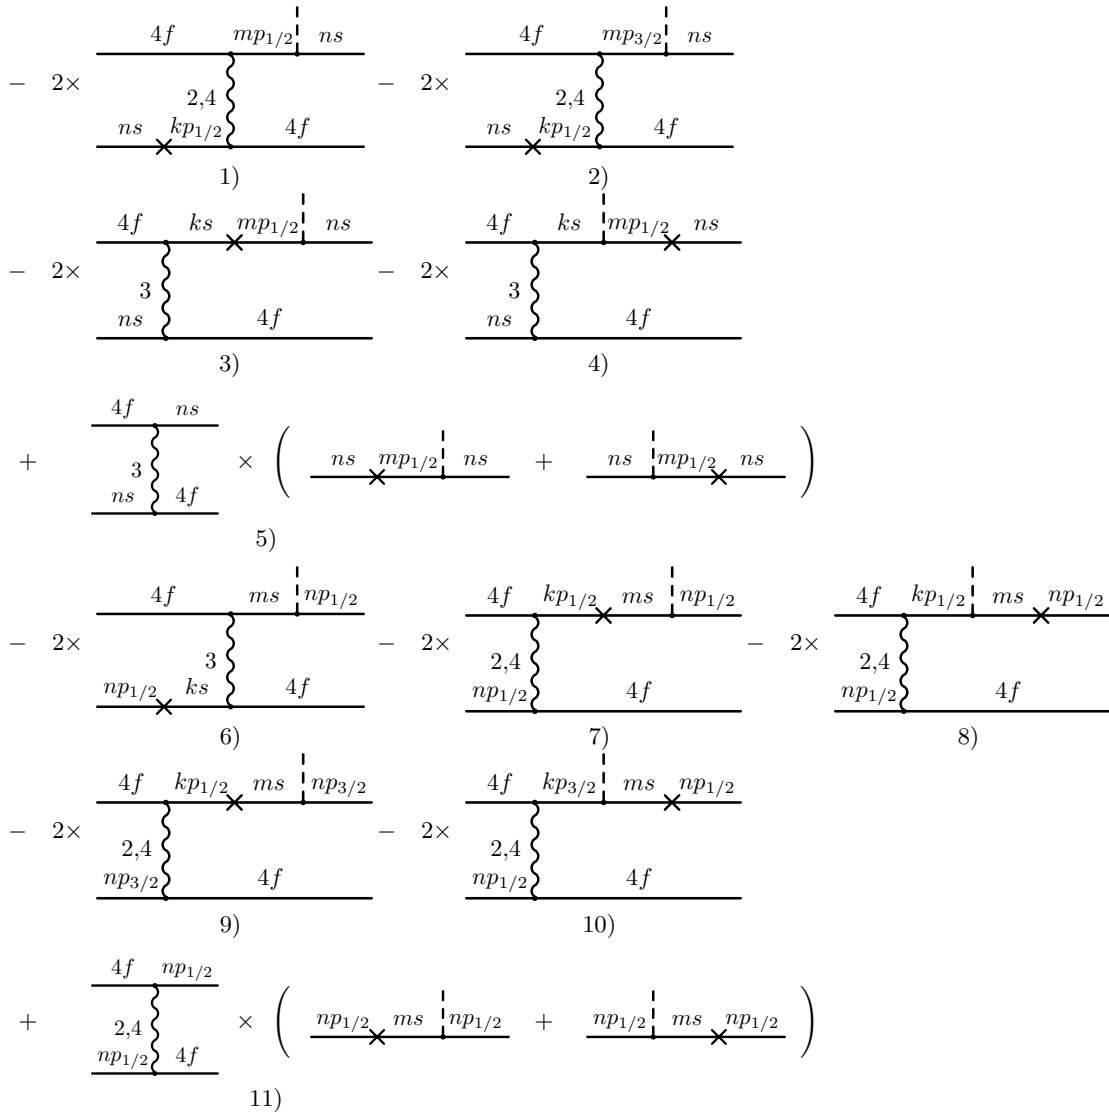 4f mp1/2 ns 4f mp3/2 ns
− 2× 2,4 − 2× 2,4
ns kp1/2 4f ns kp1/2 4f
1) 2)
4f ks mp1/2 ns 4f ks mp1/2 ns
− 2× 3 − 2× 3
ns 4f ns 4f
3) 4)
4f ns
+ 3 × ( ns mp1/2 ns + ns mp1/2 ns )
ns 4f
5)
4f ms np1/2 4f kp1/2 ms np1/2 4f kp1/2 ms np1/2
− 2× 3 − 2× 2,4 − 2× 2,4
np1/2 ks 4f np1/2 4f np1/2 4f
6) 7) 8)
4f kp1/2 ms np3/2 4f kp3/2 ms np1/2
− 2× 2,4 − 2× 2,4
np3/2 4f np1/2 4f
9) 10)
4f np1/2
+ 2,4 × ( np1/2 ms np1/2 + np1/2 ms np1/2 )
np1/2 4f
11)